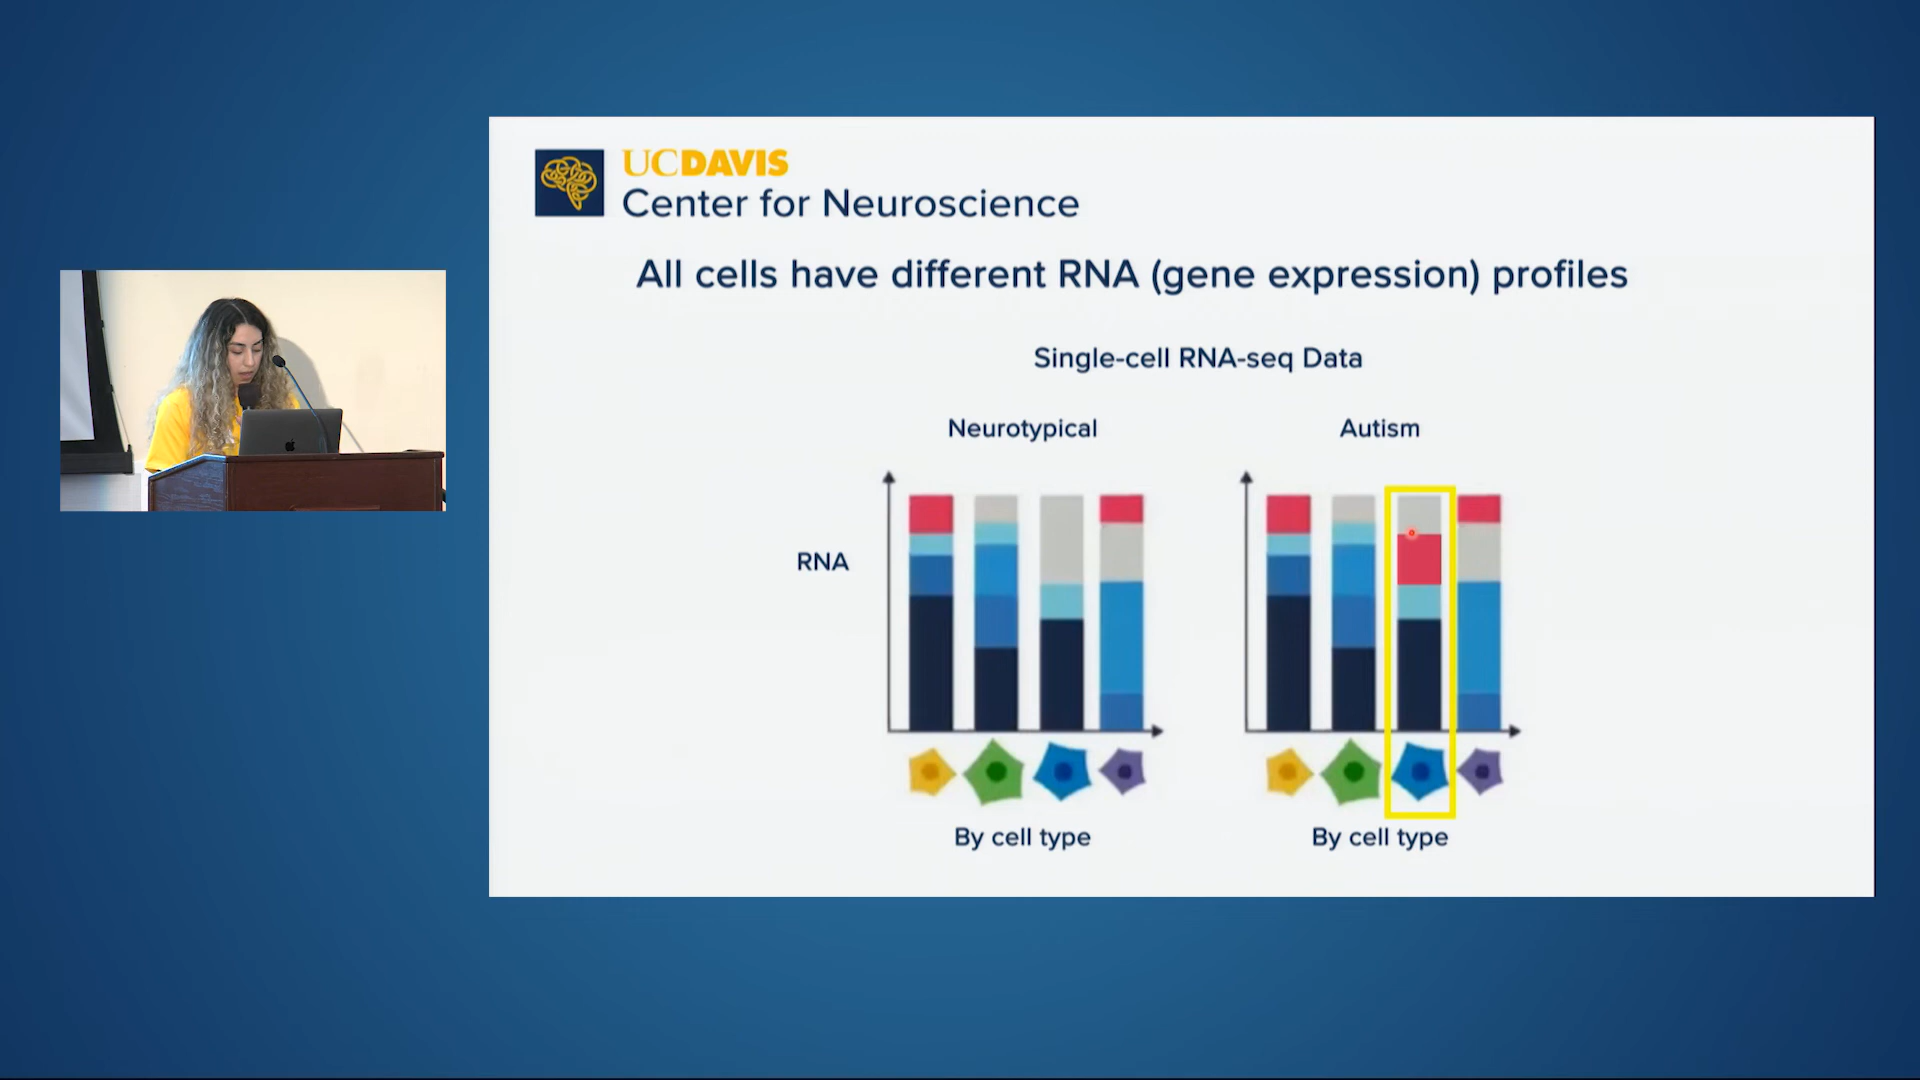 UCDAVIS
Center for Neuroscience
All cells have different RNA (gene expression) profiles
Single-cell RNA-seq Data
Neurotypical
Autism
RNA
By cell type
By cell type